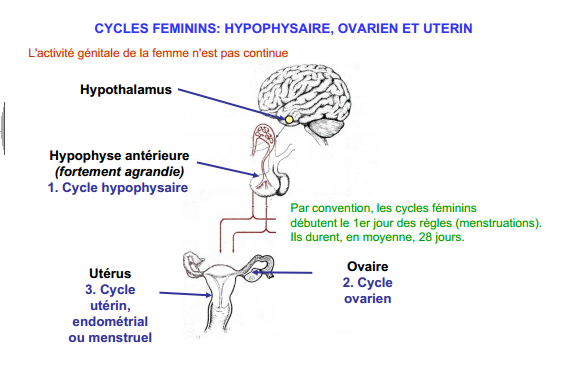 CYCLES FEMININS: HYPOPHYSAIRE, OVARIEN ET UTERIN
L'activité génitale de la femme n'est pas continue
Hypothalamus
Hypophyse antérieure
(fortement agrandie)
1. Cycle hypophysaire
Par convention, les cycles féminins
débutent le 1er jour des règles (menstruations).
Ils durent, en moyenne, 28 jours.
Utérus
3. Cycle
utérin,
endométrial
ou menstruel
Ovaire
2. Cycle
ovarien